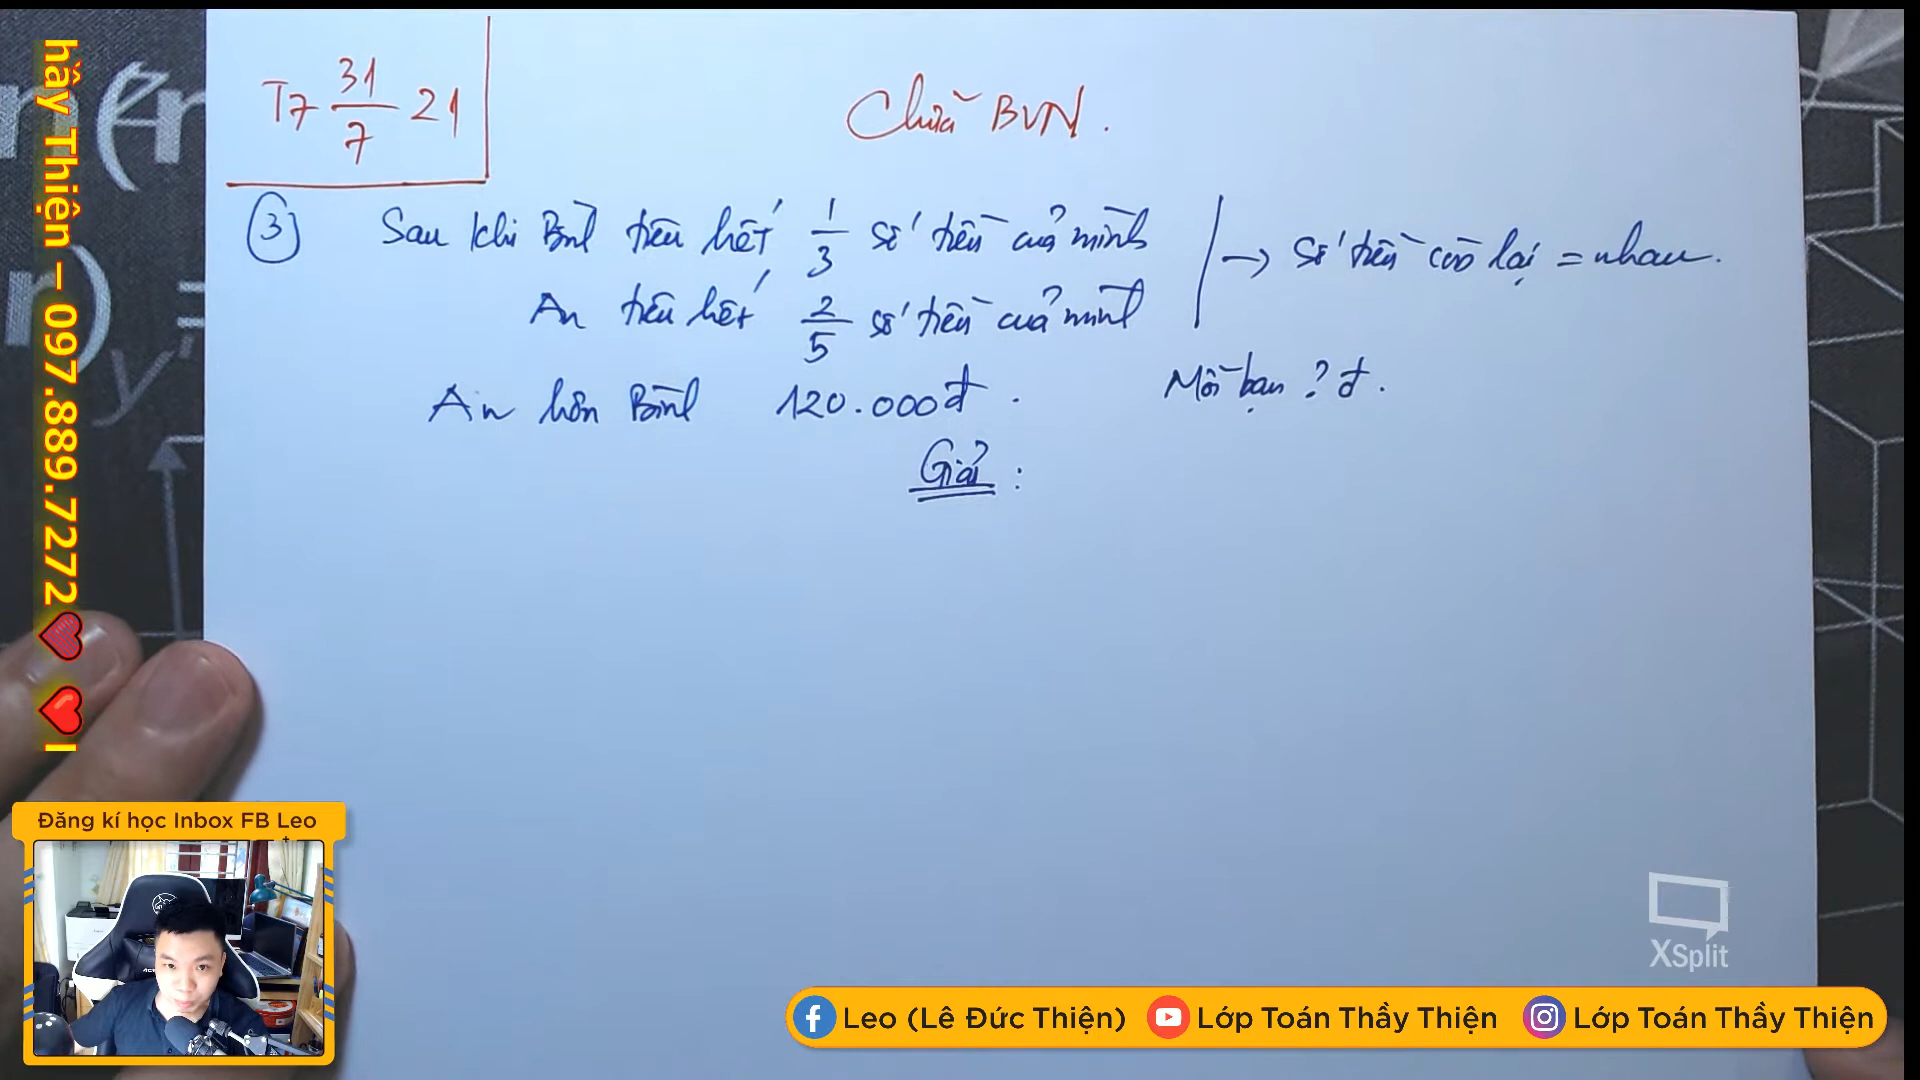 hầy Thiện – 097.889.7272
T7 31/7 21
Chữa BVN.
③ Sau khi Bình tiêu hết 1/3 số tiền của mình
An tiêu hết 2/5 số tiền của mình
→ số tiền còn lại = nhau.
An hơn Bình 120.000đ.
Mỗi bạn ? đ.
Giải :
Đăng kí học Inbox FB Leo
XSplit
Leo (Lê Đức Thiện) Lớp Toán Thầy Thiện Lớp Toán Thầy Thiện